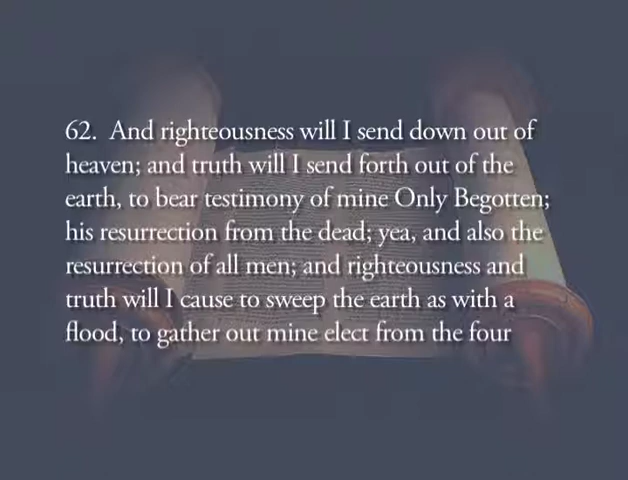 62. And righteousness will I send down out of
heaven; and truth will I send forth out of the
earth, to bear testimony of mine Only Begotten;
his resurrection from the dead; yea, and also the
resurrection of all men; and righteousness and
truth will I cause to sweep the earth as with a
flood, to gather out mine elect from the four